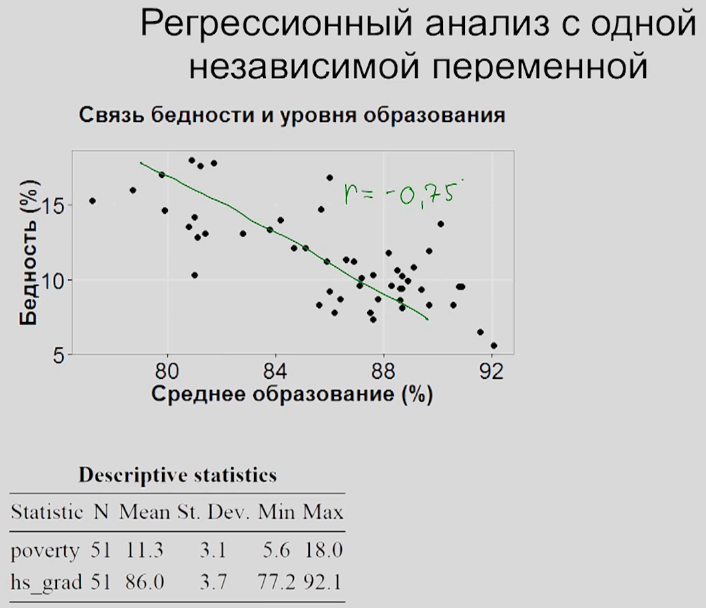 Регрессионный анализ с одной
независимой переменной
Связь бедности и уровня образования
r = -0,75
Бедность (%)
15
10
5
80 84 88 92
Среднее образование (%)
Descriptive statistics
Statistic N Mean St. Dev. Min Max
poverty 51 11.3 3.1 5.6 18.0
hs_grad 51 86.0 3.7 77.2 92.1